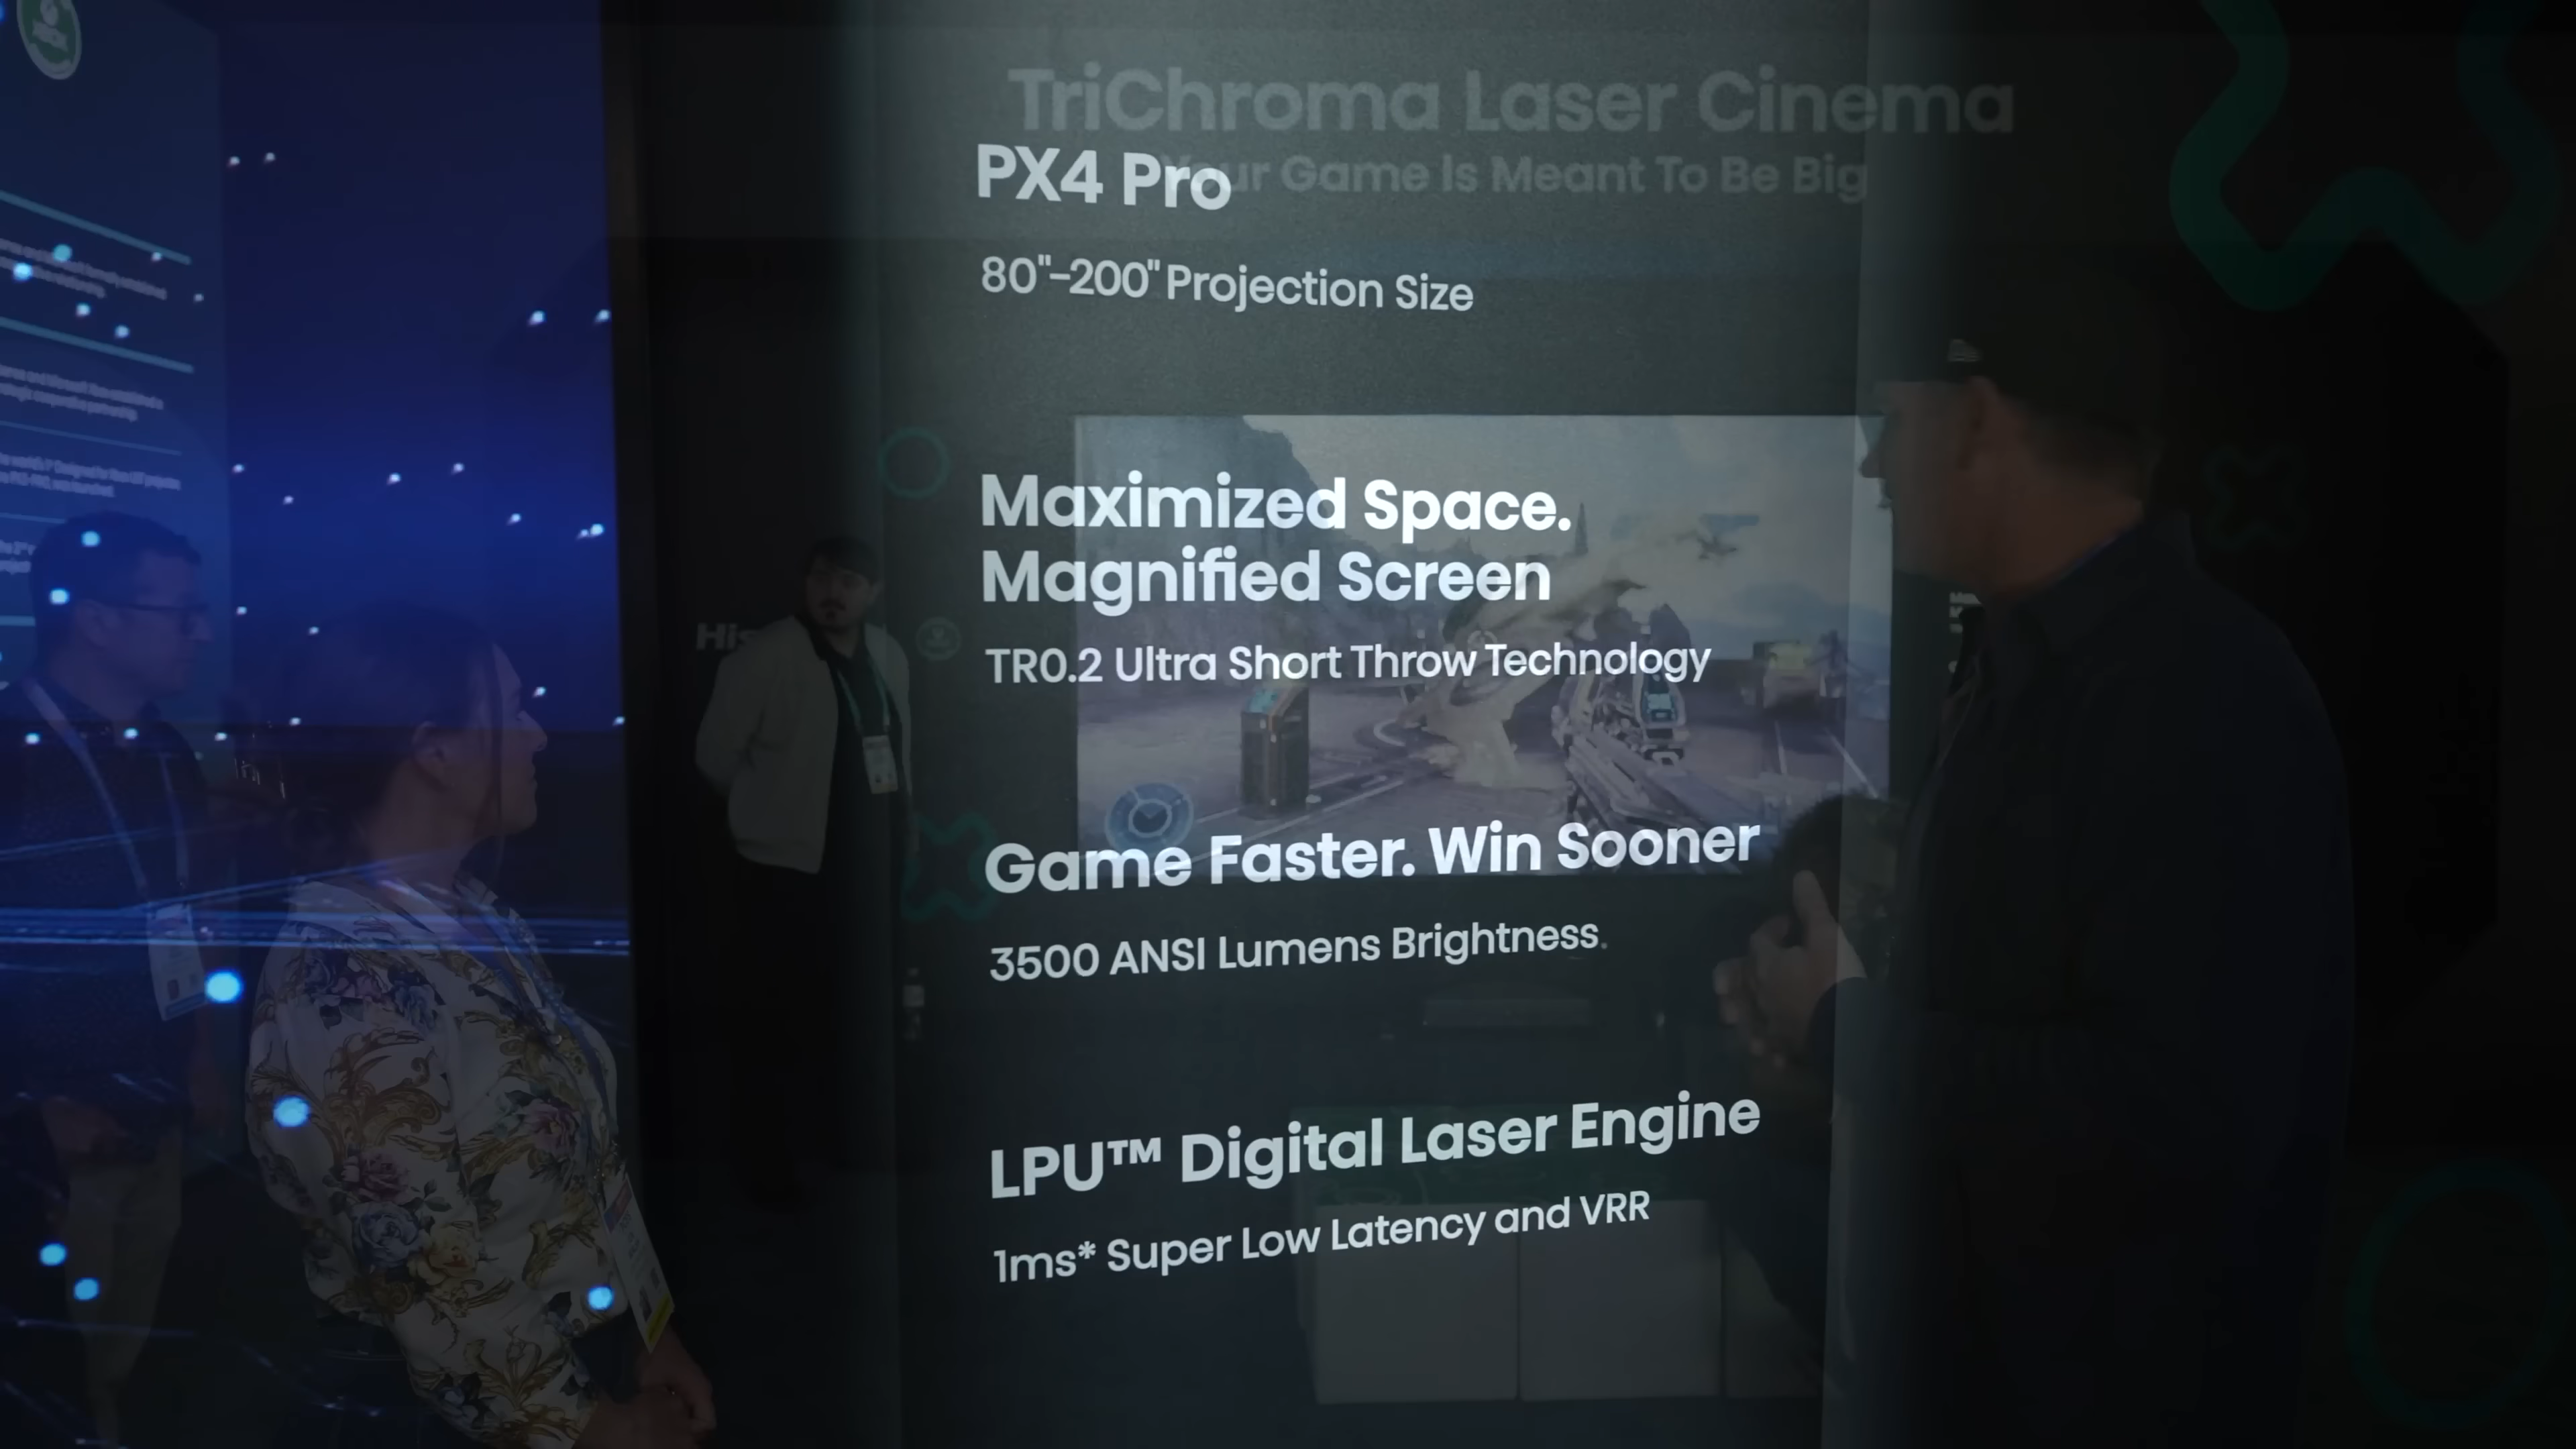 TriChroma Laser Cinema
Your Game Is Meant To Be Big
PX4 Pro
80"-200" Projection Size
Maximized Space.
Magnified Screen
TR0.2 Ultra Short Throw Technology
Game Faster. Win Sooner
3500 ANSI Lumens Brightness.
LPU™ Digital Laser Engine
1ms* Super Low Latency and VRR